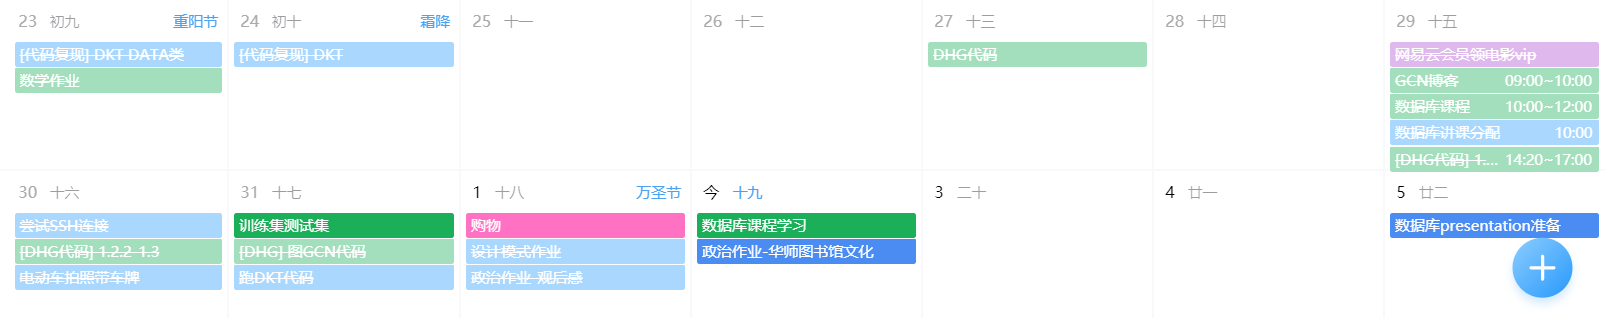 23 初九 重阳节
24 初十 霜降
25 十一
26 十二
27 十三
28 十四
29 十五
[代码复现] DKT DATA类
[代码复现] DKT
DHG代码
网易云会员领电影vip
数学作业
GCN博客 09:00~10:00
数据库课程 10:00~12:00
数据库讲课分配 10:00
[DHG代码] 1.... 14:20~17:00
30 十六
31 十七
1 十八 万圣节
今 十九
3 二十
4 廿一
5 廿二
尝试SSH连接
训练集测试集
购物
数据库课程学习
数据库presentation准备
[DHG代码] 1.2.2-1.3
[DHG] 图GCN代码
设计模式作业
政治作业-华师图书馆文化
电动车拍照带车牌
跑DKT代码
政治作业-观后感